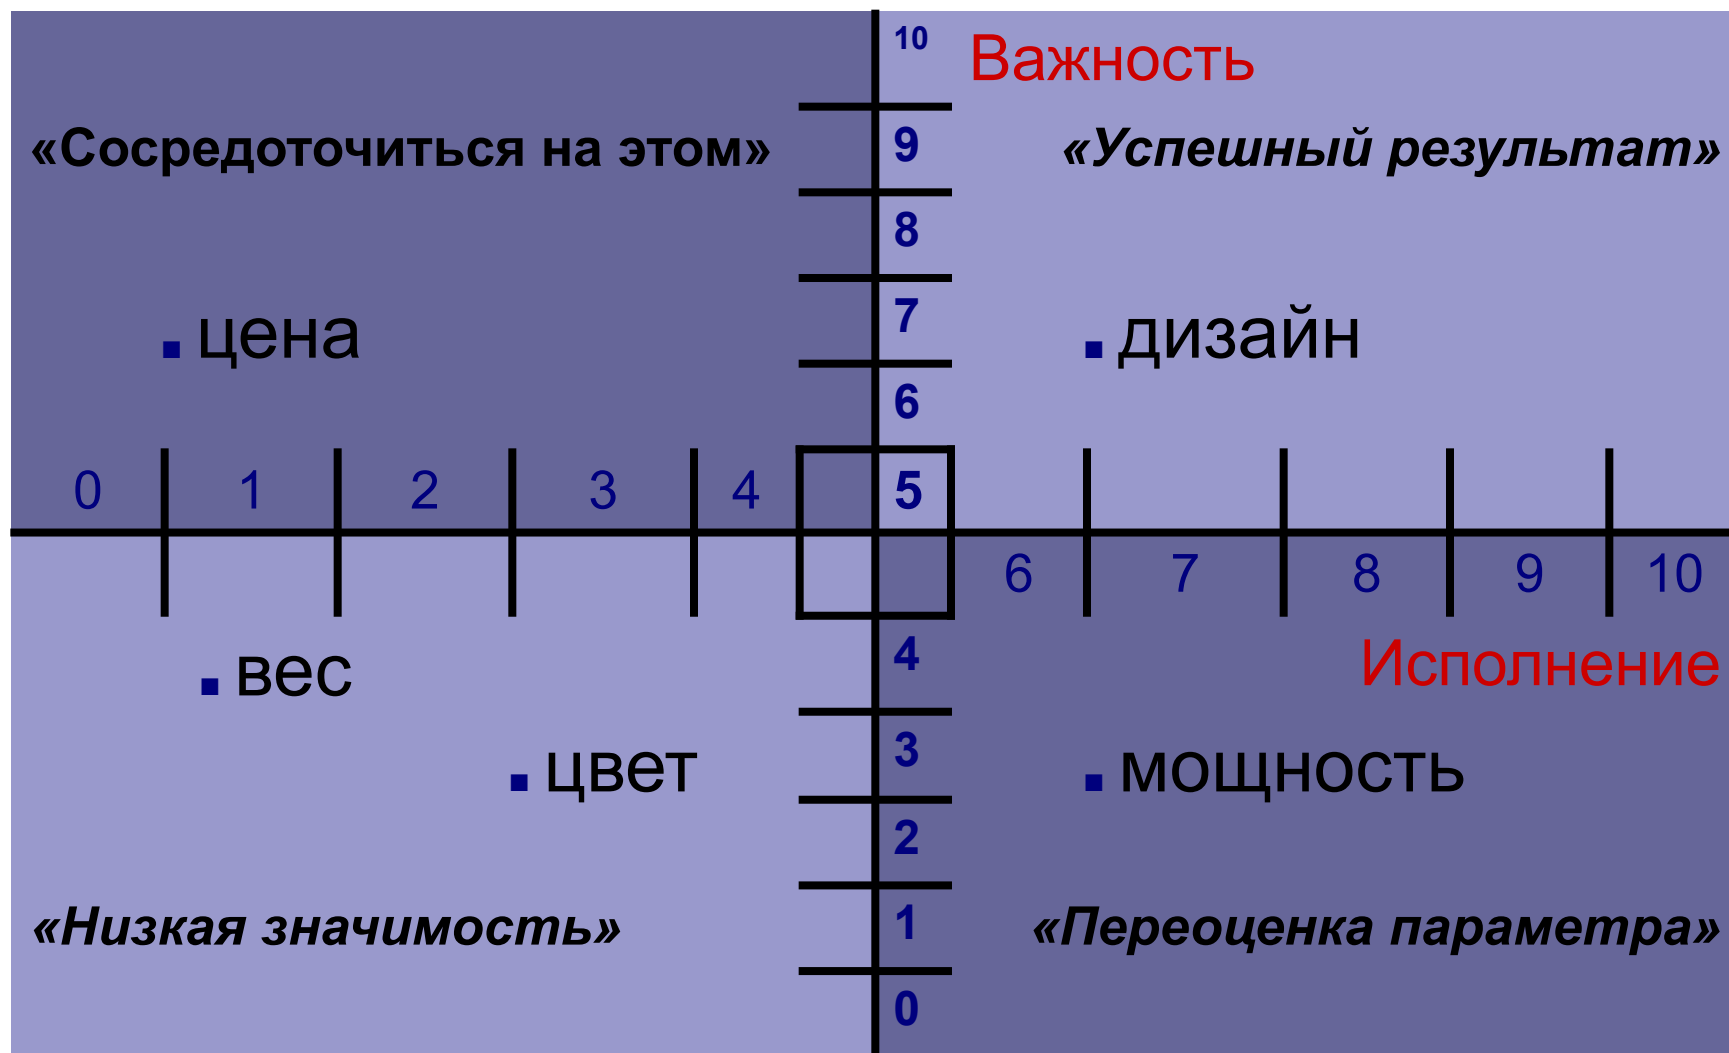 10 Важность
«Сосредоточиться на этом» 9 «Успешный результат»
8
7
цена дизайн
6
0 1 2 3 4 5
6 7 8 9 10
4 Исполнение
вес
3
цвет мощность
2
«Низкая значимость» 1 «Переоценка параметра»
0